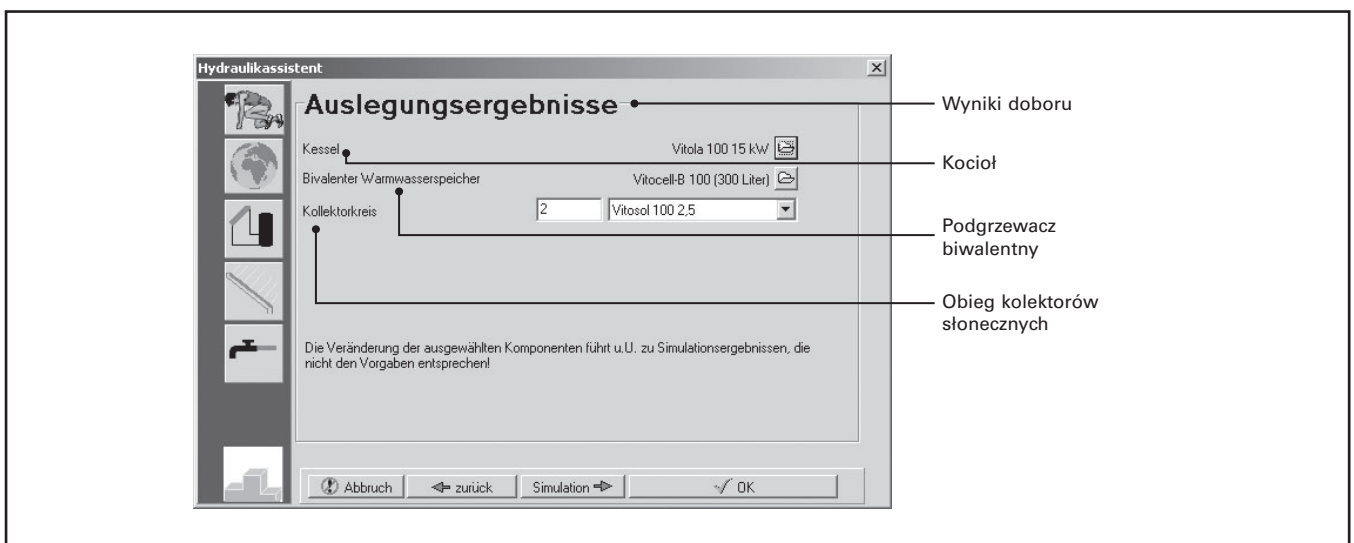 Hydraulikassistent
Auslegungsergebnisse
Wyniki doboru
Kessel
Vitola 100 15 kW
Kocioł
Bivalenter Warmwasserspeicher
Vitocell-B 100 (300 Liter)
Kollektorkreis
2
Vitosol 100 2,5
Podgrzewacz
biwalentny
Obieg kolektorów
słonecznych
Die Veränderung der ausgewählten Komponenten führt u.U. zu Simulationsergebnissen, die
nicht den Vorgaben entsprechen!
Abbruch
zurück
Simulation
OK